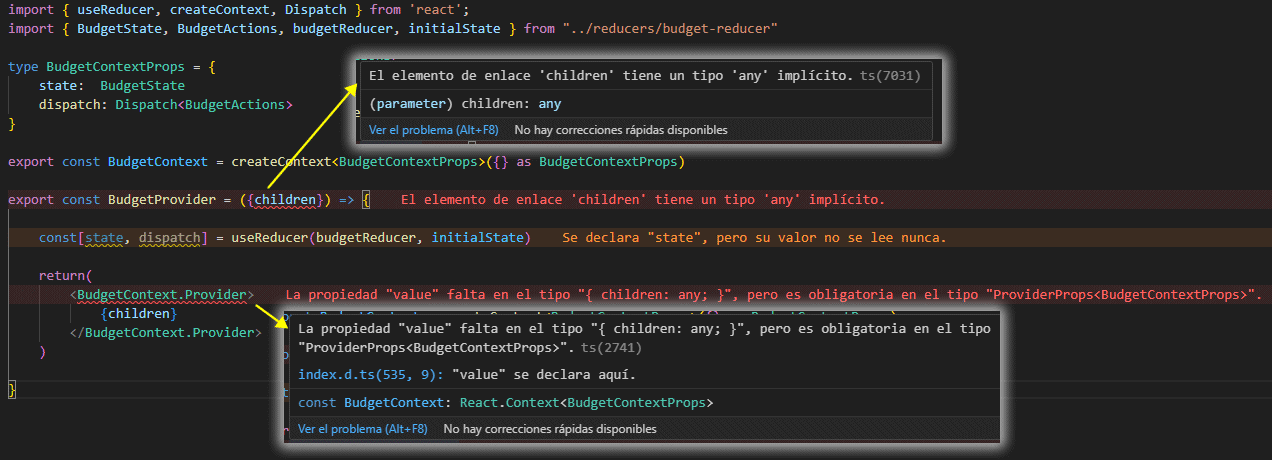 import { useReducer, createContext, Dispatch } from 'react';
import { BudgetState, BudgetActions, budgetReducer, initialState } from "../reducers/budget-reducer"
type BudgetContextProps = {
state: BudgetState
dispatch: Dispatch<BudgetActions>
}
El elemento de enlace 'children' tiene un tipo 'any' implícito. ts(7031)
(parameter) children: any
Ver el problema (Alt+F8) No hay correcciones rápidas disponibles
export const BudgetContext = createContext<BudgetContextProps>({} as BudgetContextProps)
export const BudgetProvider = ({children}) => { El elemento de enlace 'children' tiene un tipo 'any' implícito.
const[state, dispatch] = useReducer(budgetReducer, initialState) Se declara "state", pero su valor no se lee nunca.
return(
<BudgetContext.Provider> La propiedad "value" falta en el tipo "{ children: any; }", pero es obligatoria en el tipo "ProviderProps<BudgetContextProps>".
{children}
</BudgetContext.Provider>
)
}
La propiedad "value" falta en el tipo "{ children: any; }", pero es obligatoria en el tipo
"ProviderProps<BudgetContextProps>". ts(2741)
index.d.ts(535, 9): "value" se declara aquí.
const BudgetContext: React.Context<BudgetContextProps>
Ver el problema (Alt+F8) No hay correcciones rápidas disponibles